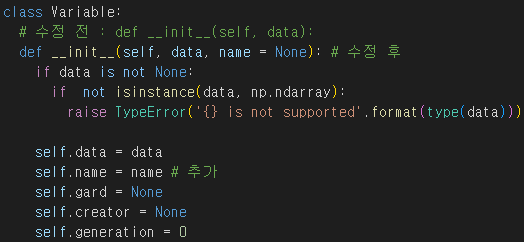 class Variable:
# 수정 전 : def __init__(self, data):
def __init__(self, data, name = None): # 수정 후
if data is not None:
if not isinstance(data, np.ndarray):
raise TypeError('{} is not supported'.format(type(data)))
self.data = data
self.name = name # 추가
self.gard = None
self.creator = None
self.generation = 0